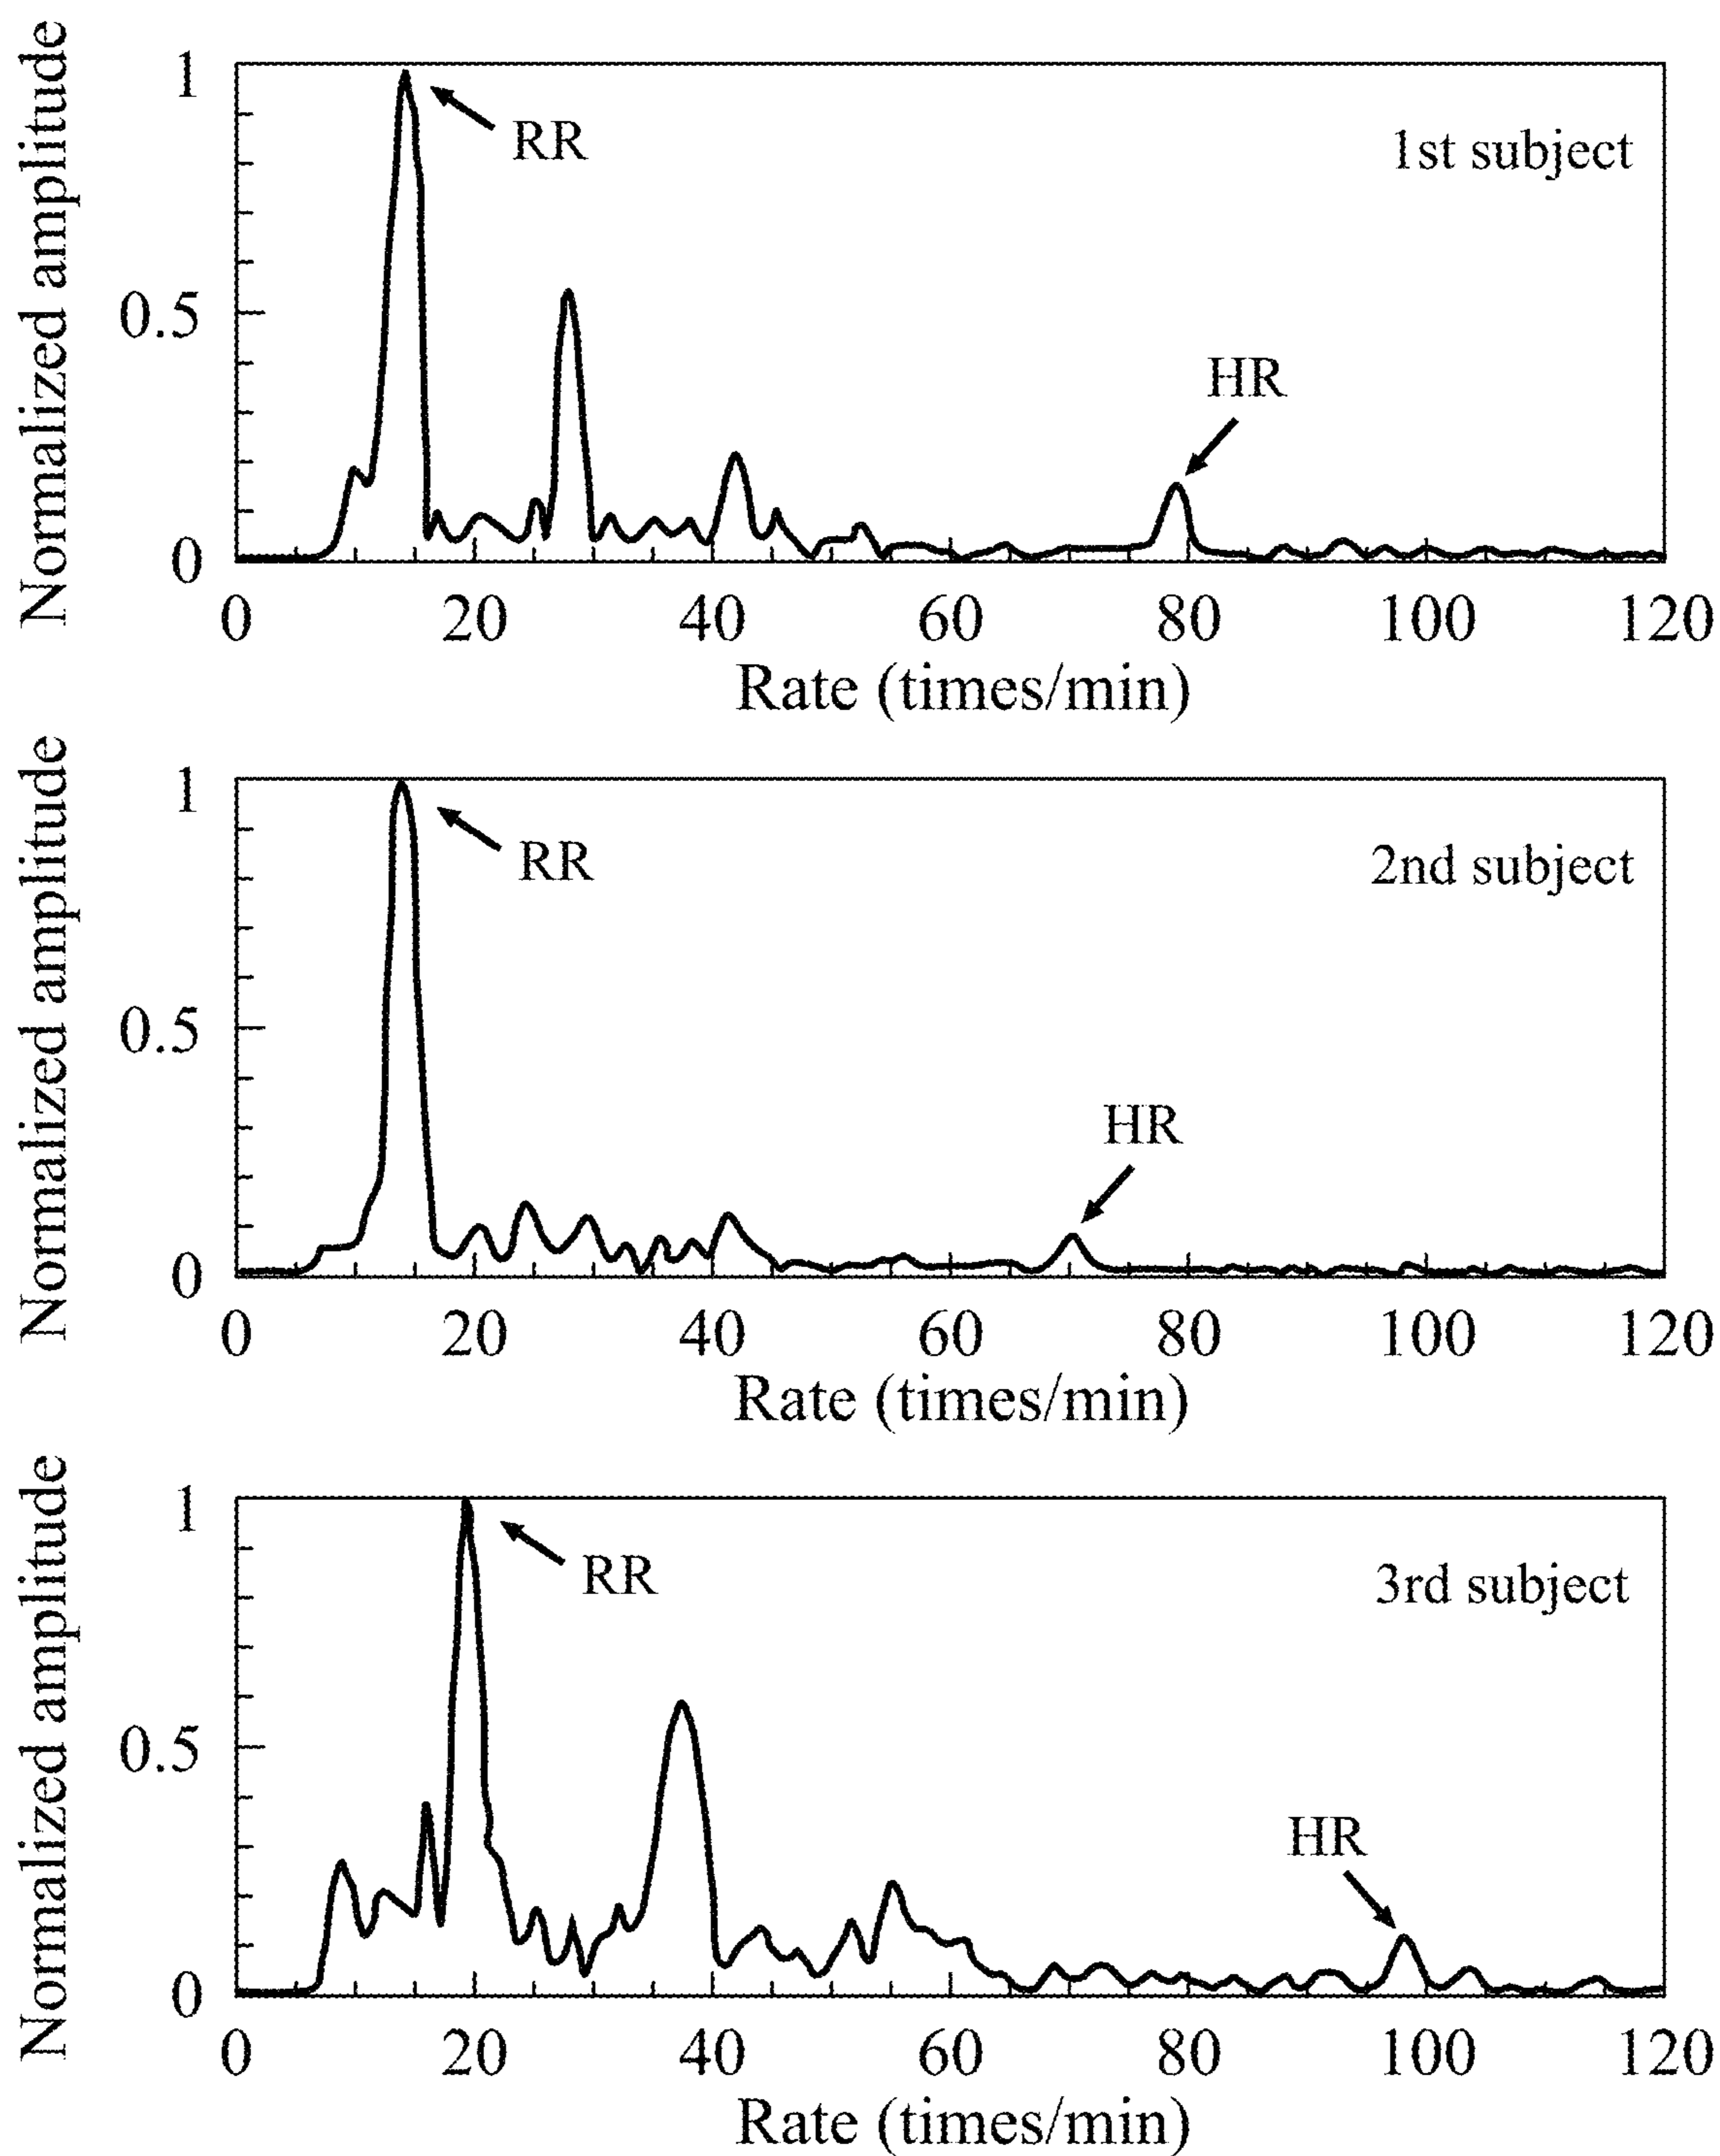 Normalized amplitude
1
0.5
0
RR
HR
1st subject
0 20 40 60 80 100 120
Rate (times/min)
Normalized amplitude
1
0.5
0
RR
HR
2nd subject
0 20 40 60 80 100 120
Rate (times/min)
Normalized amplitude
1
0.5
0
RR
HR
3rd subject
0 20 40 60 80 100 120
Rate (times/min)